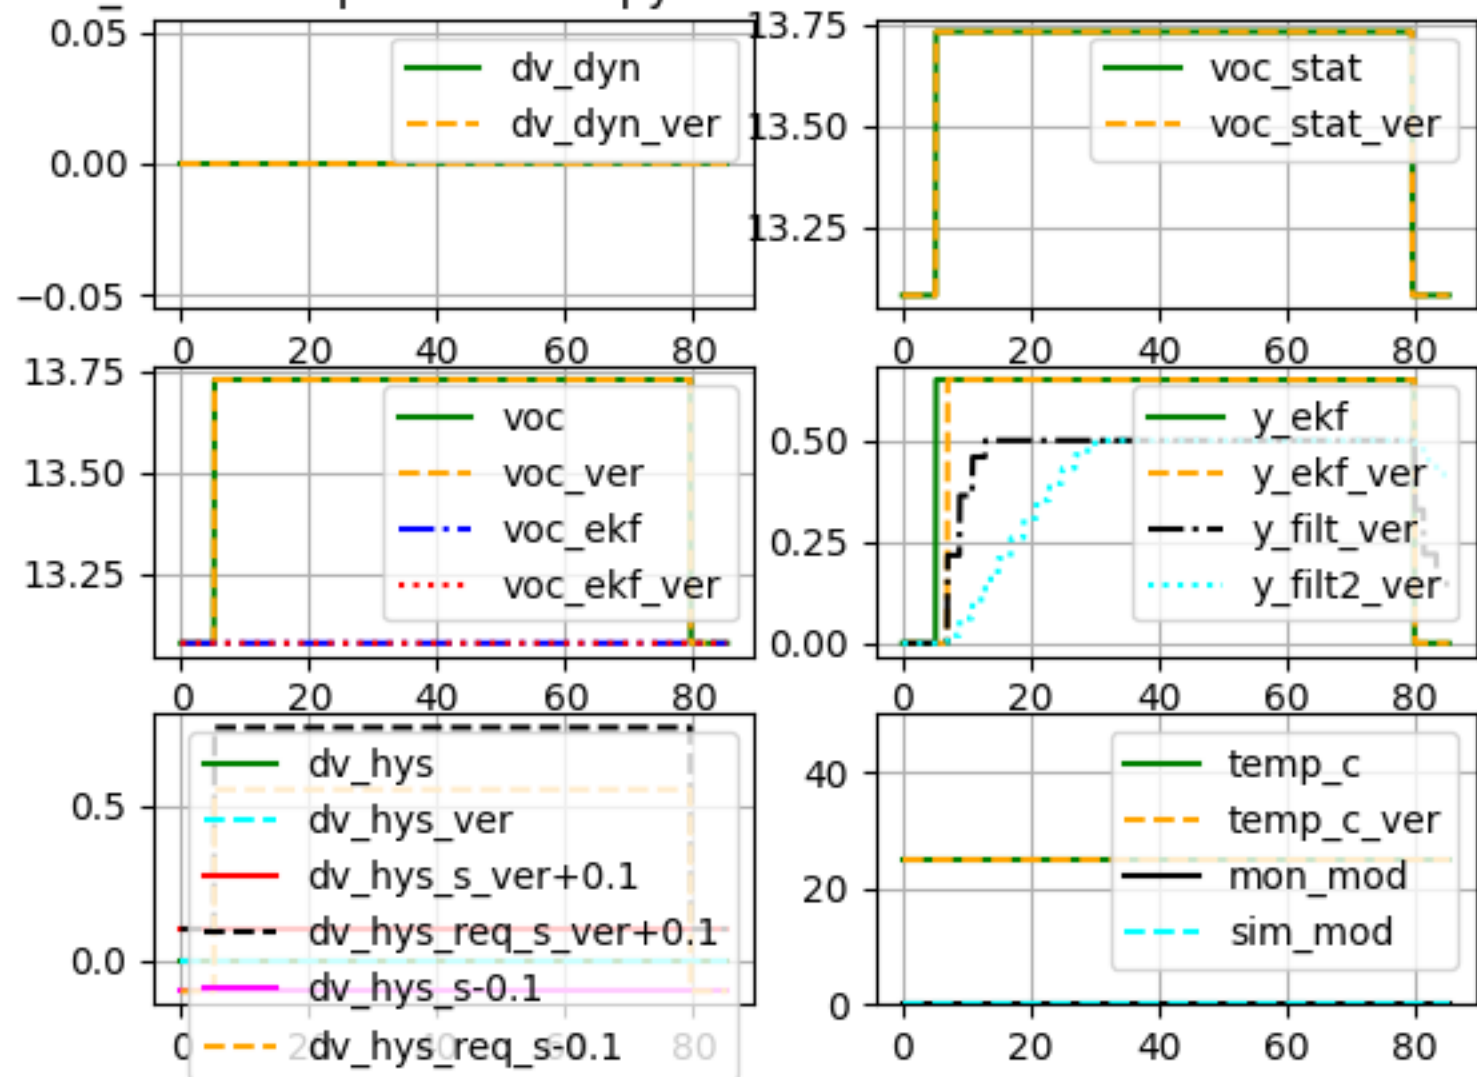 0.05
0.00
−0.05
dv_dyn
dv_dyn_ver
0 20 40 60 80
13.75
13.50
13.25
voc_stat
voc_stat_ver
0 20 40 60 80
13.75
13.50
13.25
voc
voc_ver
voc_ekf
voc_ekf_ver
0 20 40 60 80
0.50
0.25
0.00
y_ekf
y_ekf_ver
y_filt_ver
y_filt2_ver
0 20 40 60 80
0.5
0.0
dv_hys
dv_hys_ver
dv_hys_s_ver+0.1
dv_hys_req_s_ver+0.1
dv_hys_s-0.1
dv_hys_req_s-0.1
0 20 40 60 80
40
20
0
temp_c
temp_c_ver
mon_mod
sim_mod
0 20 40 60 80